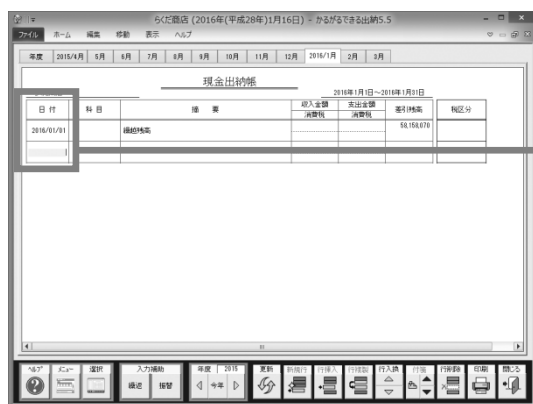 らくだ商店 (2016年(平成28年)1月16日) - かるがるできる出納5.5
ファイル ホーム 編集 移動 表示 ヘルプ
年度 2015/4月 5月 6月 7月 8月 9月 10月 11月 12月 2016/1月 2月 3月
現金出納帳
2016年1月1日～2016年1月31日
日 付 科 目 摘 要 収入金額 支出金額 差引残高 税区分
消費税 消費税
2016/01/01 繰越残高 58,158,070
ヘルプ メニュー 選択 入力補助 年度 2015 更新 新規行 行挿入 行複製 行入換 付箋 行削除 印刷 閉じる
繰返 振替 今年